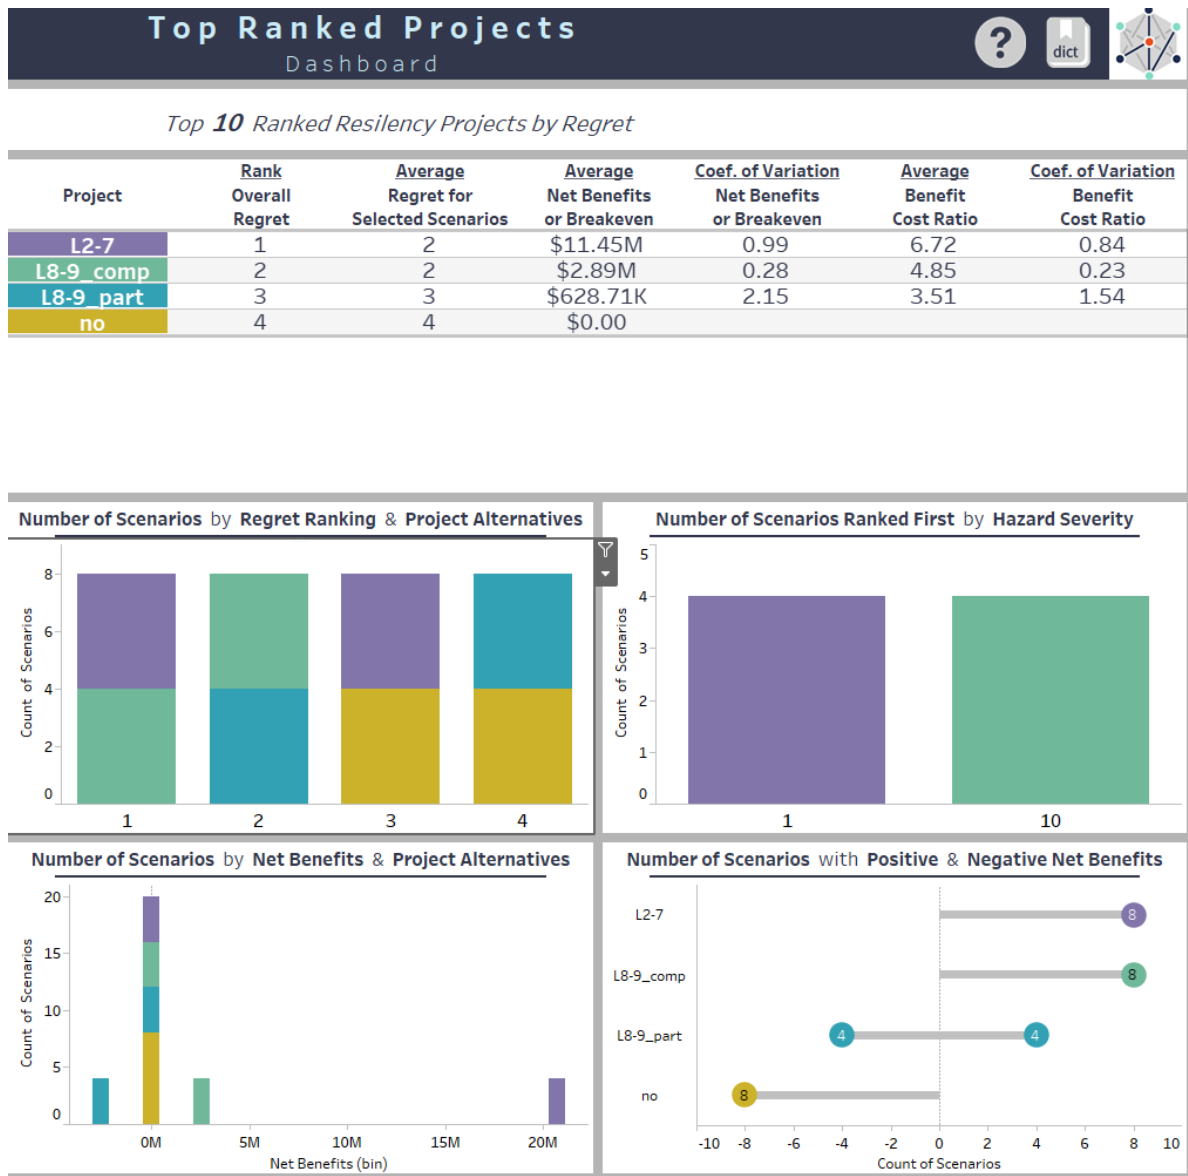 Top Ranked Projects
Dashboard
?
dict
Top 10 Ranked Resilency Projects by Regret
Project
Rank
Overall
Regret
Average
Regret for
Selected Scenarios
Average
Net Benefits
or Breakeven
Coef. of Variation
Net Benefits
or Breakeven
Average
Benefit
Cost Ratio
Coef. of Variation
Benefit
Cost Ratio
L2-7 1 2 $11.45M 0.99 6.72 0.84
L8-9_comp 2 2 $2.89M 0.28 4.85 0.23
L8-9_part 3 3 $628.71K 2.15 3.51 1.54
no 4 4 $0.00
Number of Scenarios by Regret Ranking & Project Alternatives
Count of Scenarios
8
6
4
2
0
1 2 3 4
Number of Scenarios Ranked First by Hazard Severity
Count of Scenarios
5
4
3
2
1
0
1 10
Number of Scenarios by Net Benefits & Project Alternatives
Count of Scenarios
20
15
10
5
0
0M 5M 10M 15M 20M
Net Benefits (bin)
Number of Scenarios with Positive & Negative Net Benefits
L2-7 8
L8-9_comp 8
L8-9_part 4 4
no 8
-10 -8 -6 -4 -2 0 2 4 6 8 10
Count of Scenarios